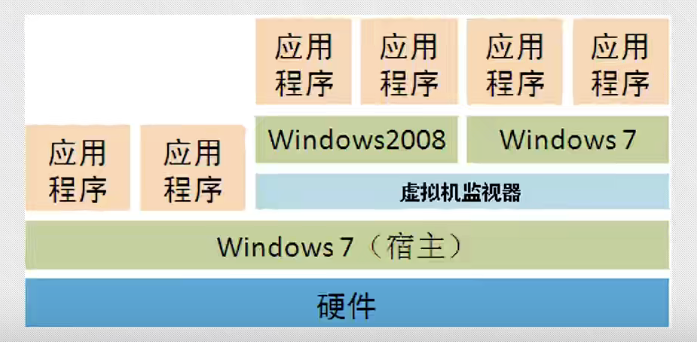 应用 应用 应用 应用
程序 程序 程序 程序
Windows2008 Windows 7
应用 应用
程序 程序
虚拟机监视器
Windows 7（宿主）
硬件